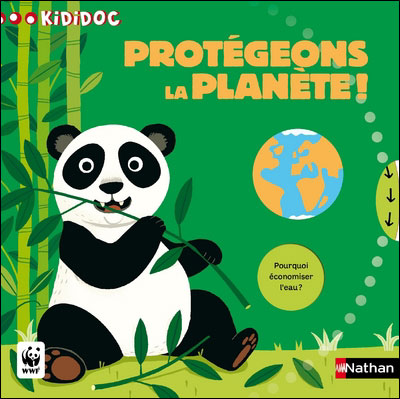 KiDiDOC
PROTÉGEONS
LA PLANÈTE!
Pourquoi
économiser
l'eau?
WWF
Nathan